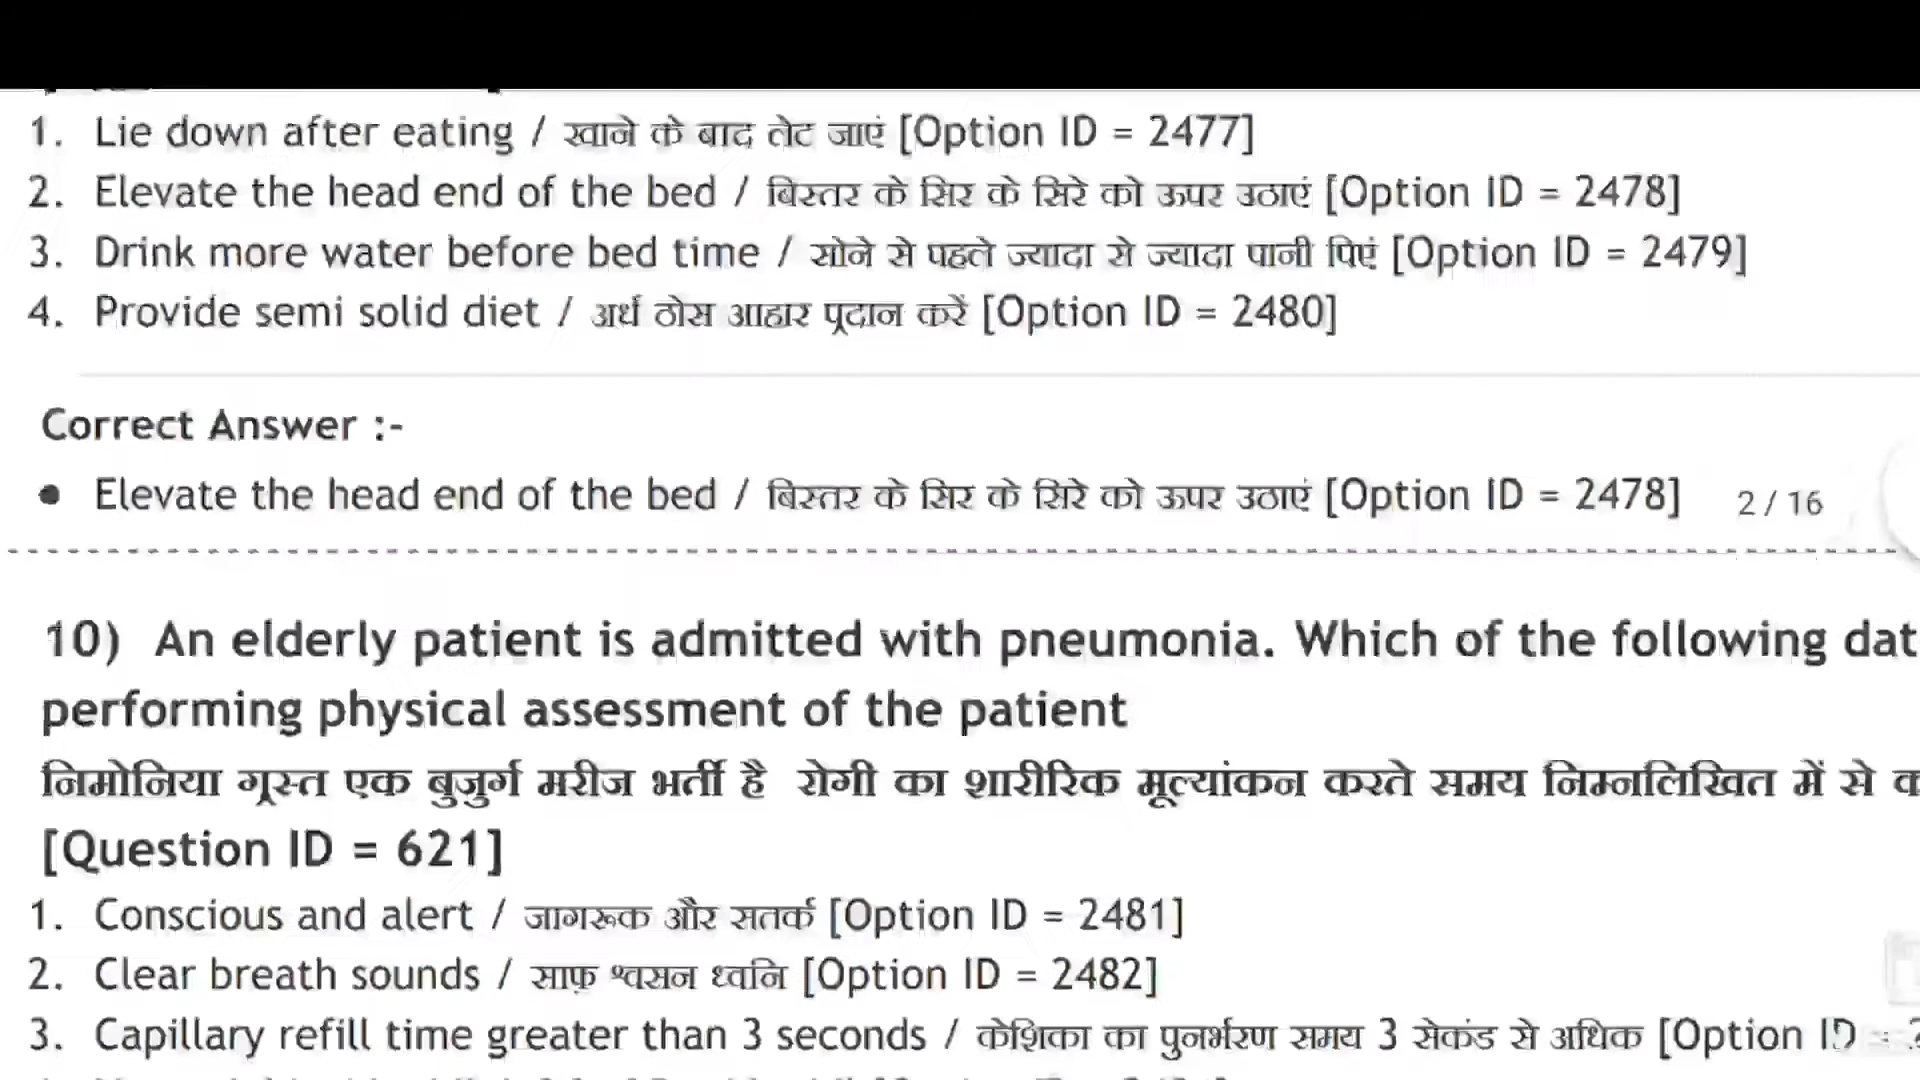 1. Lie down after eating / खाने के बाद लेट जाएं [Option ID = 2477]
2. Elevate the head end of the bed / बिस्तर के सिर के सिरे को ऊपर उठाएं [Option ID = 2478]
3. Drink more water before bed time / सोने से पहले ज्यादा से ज्यादा पानी पिएं [Option ID = 2479]
4. Provide semi solid diet / अर्ध ठोस आहार प्रदान करें [Option ID = 2480]
Correct Answer :-
• Elevate the head end of the bed / बिस्तर के सिर के सिरे को ऊपर उठाएं [Option ID = 2478]
2 / 16
10) An elderly patient is admitted with pneumonia. Which of the following dat
performing physical assessment of the patient
निमोनिया ग्रस्त एक बुजुर्ग मरीज भर्ती है रोगी का शारीरिक मूल्यांकन करते समय निम्नलिखित में से क
[Question ID = 621]
1. Conscious and alert / जागरूक और सतर्क [Option ID = 2481]
2. Clear breath sounds / साफ़ श्वसन ध्वनि [Option ID = 2482]
3. Capillary refill time greater than 3 seconds / केशिका का पुनर्भरण समय 3 सेकंड से अधिक [Option ID =